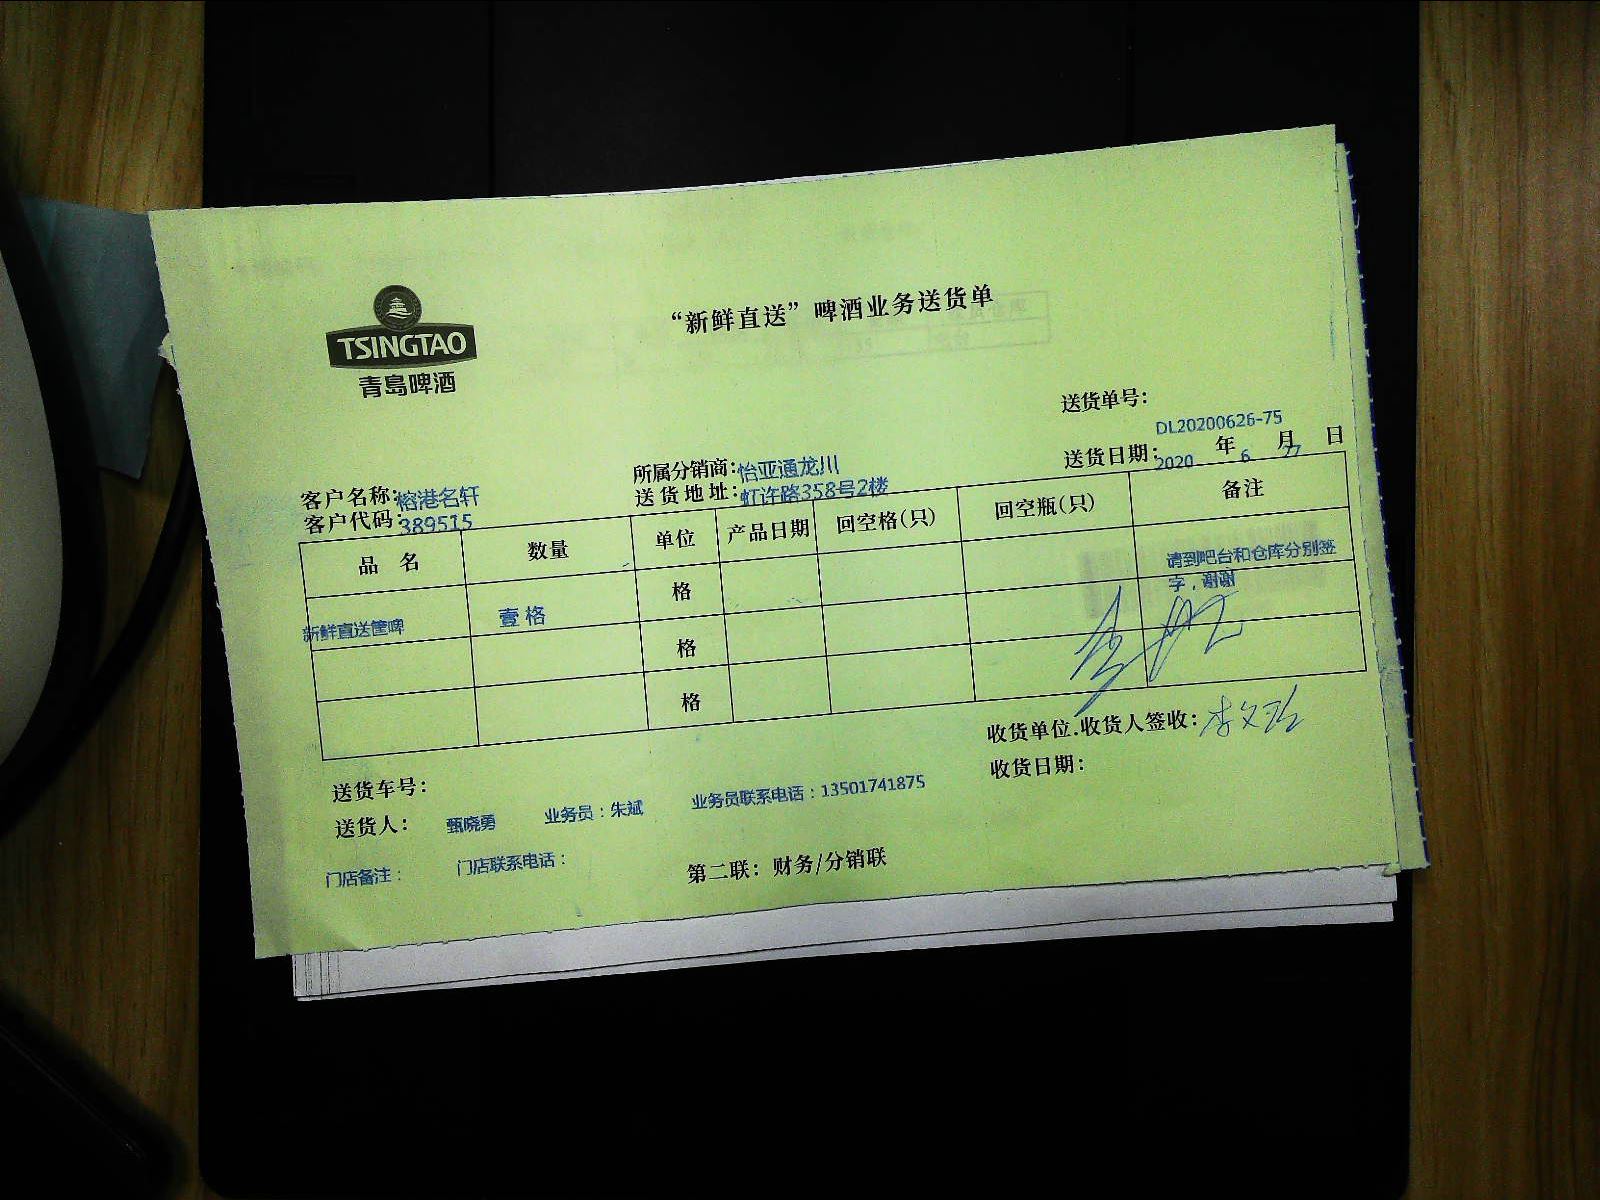 TSINGTAO
青島啤酒
“新鲜直送”啤酒业务送货单
送货单号：
DL20200626-75
送货日期： 2020 年 6 月 27 日
所属分销商：怡亚通龙川
送货地址：虹许路358号2楼
客户名称：榕港名轩
客户代码：389515
品 名 数量 单位 产品日期 回空格（只） 回空瓶（只） 备注
新鲜直送筐啤 壹 格 格 请到吧台和仓库分别签
字，谢谢
格
格
收货单位.收货人签收：
收货日期：
送货车号：
送货人： 甄晓勇 业务员：朱斌 业务员联系电话：13501741875
门店备注： 门店联系电话：
第二联：财务/分销联